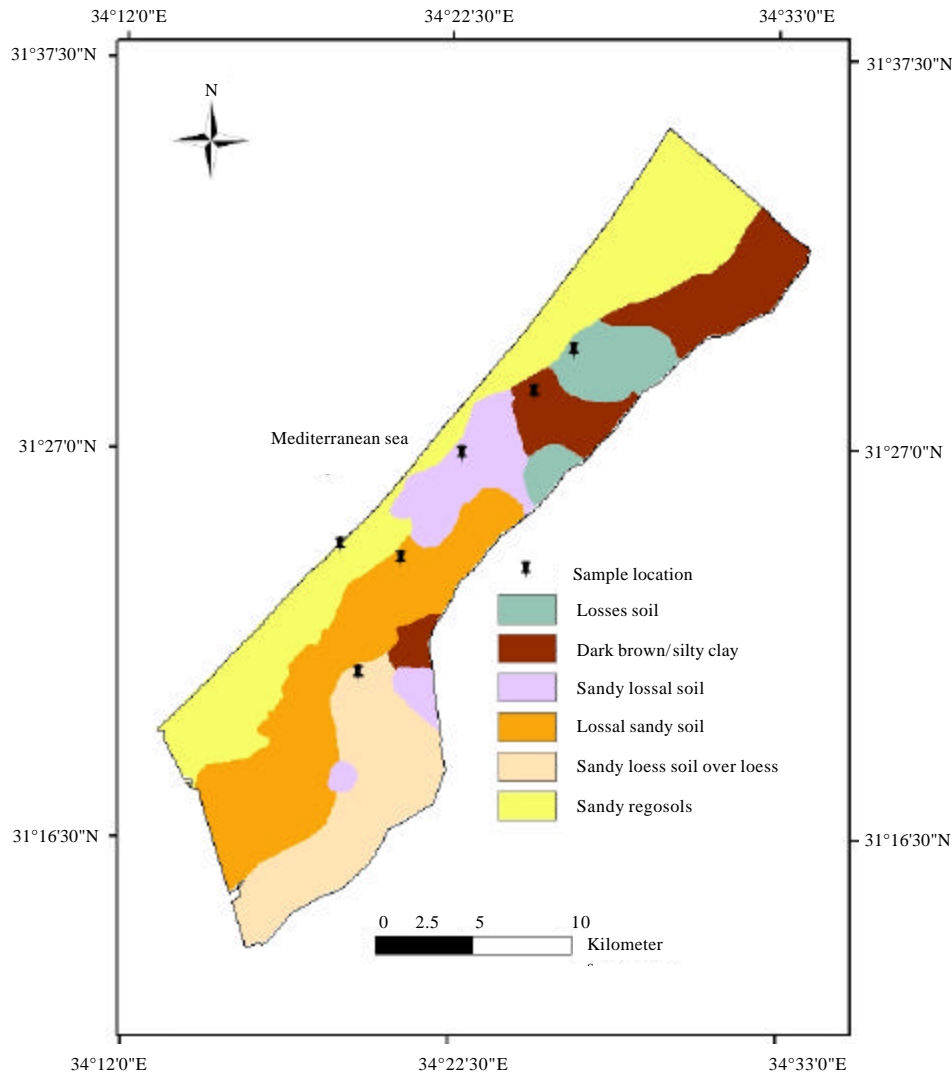 34°12'0"E 34°22'30"E 34°33'0"E
31°37'30"N 31°37'30"N
N
Mediterranean sea
31°27'0"N 31°27'0"N
Sample location
Losses soil
Dark brown/silty clay
Sandy lossal soil
Lossal sandy soil
Sandy loess soil over loess
Sandy regosols
31°16'30"N 31°16'30"N
0 2.5 5 10
Kilometer
34°12'0"E 34°22'30"E 34°33'0"E